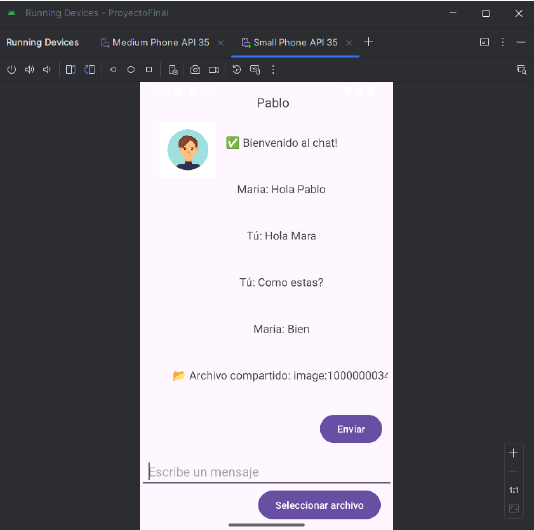 Running Devices - ProyectoFinal
Running Devices
Medium Phone API 35
Small Phone API 35
Pablo
✅ Bienvenido al chat!
Maria: Hola Pablo
Tú: Hola Mara
Tú: Como estas?
Maria: Bien
📂 Archivo compartido: image:1000000034
Enviar
Escribe un mensaje
Seleccionar archivo
1:1